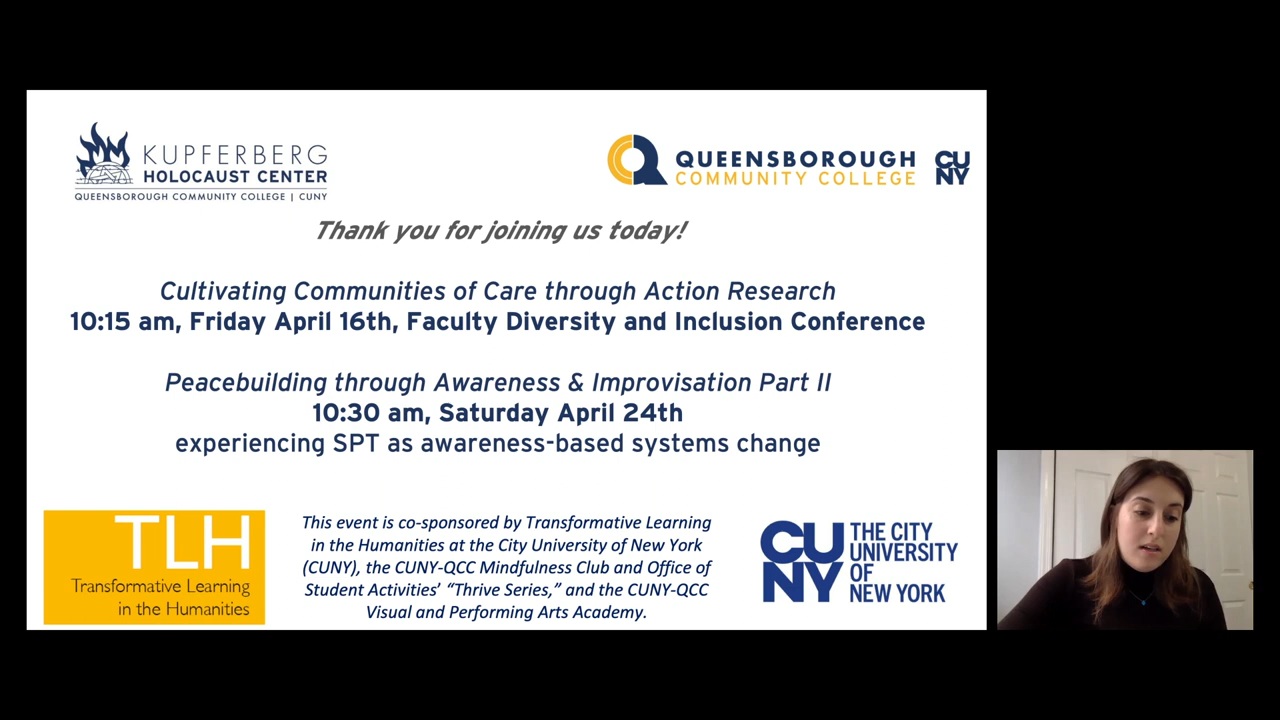 KUPFERBERG
HOLOCAUST CENTER
QUEENSBOROUGH COMMUNITY COLLEGE | CUNY
QUEENSBOROUGH
COMMUNITY COLLEGE
CU
NY
Thank you for joining us today!
Cultivating Communities of Care through Action Research
10:15 am, Friday April 16th, Faculty Diversity and Inclusion Conference
Peacebuilding through Awareness & Improvisation Part II
10:30 am, Saturday April 24th
experiencing SPT as awareness-based systems change
TLH
Transformative Learning
in the Humanities
This event is co-sponsored by Transformative Learning
in the Humanities at the City University of New York
(CUNY), the CUNY-QCC Mindfulness Club and Office of
Student Activities’ “Thrive Series,” and the CUNY-QCC
Visual and Performing Arts Academy.
CU
NY
THE CITY
UNIVERSITY
OF
NEW YORK